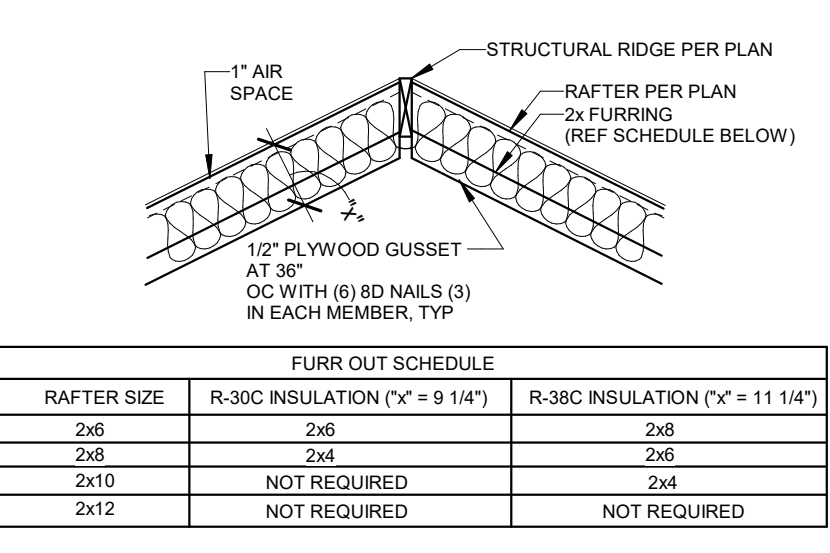 STRUCTURAL RIDGE PER PLAN
1" AIR
SPACE
RAFTER PER PLAN
2x FURRING
(REF SCHEDULE BELOW)
"X"
1/2" PLYWOOD GUSSET
AT 36"
OC WITH (6) 8D NAILS (3)
IN EACH MEMBER, TYP
FURR OUT SCHEDULE
RAFTER SIZE R-30C INSULATION ("x" = 9 1/4") R-38C INSULATION ("x" = 11 1/4")
2x6 2x6 2x8
2x8 2x4 2x6
2x10 NOT REQUIRED 2x4
2x12 NOT REQUIRED NOT REQUIRED